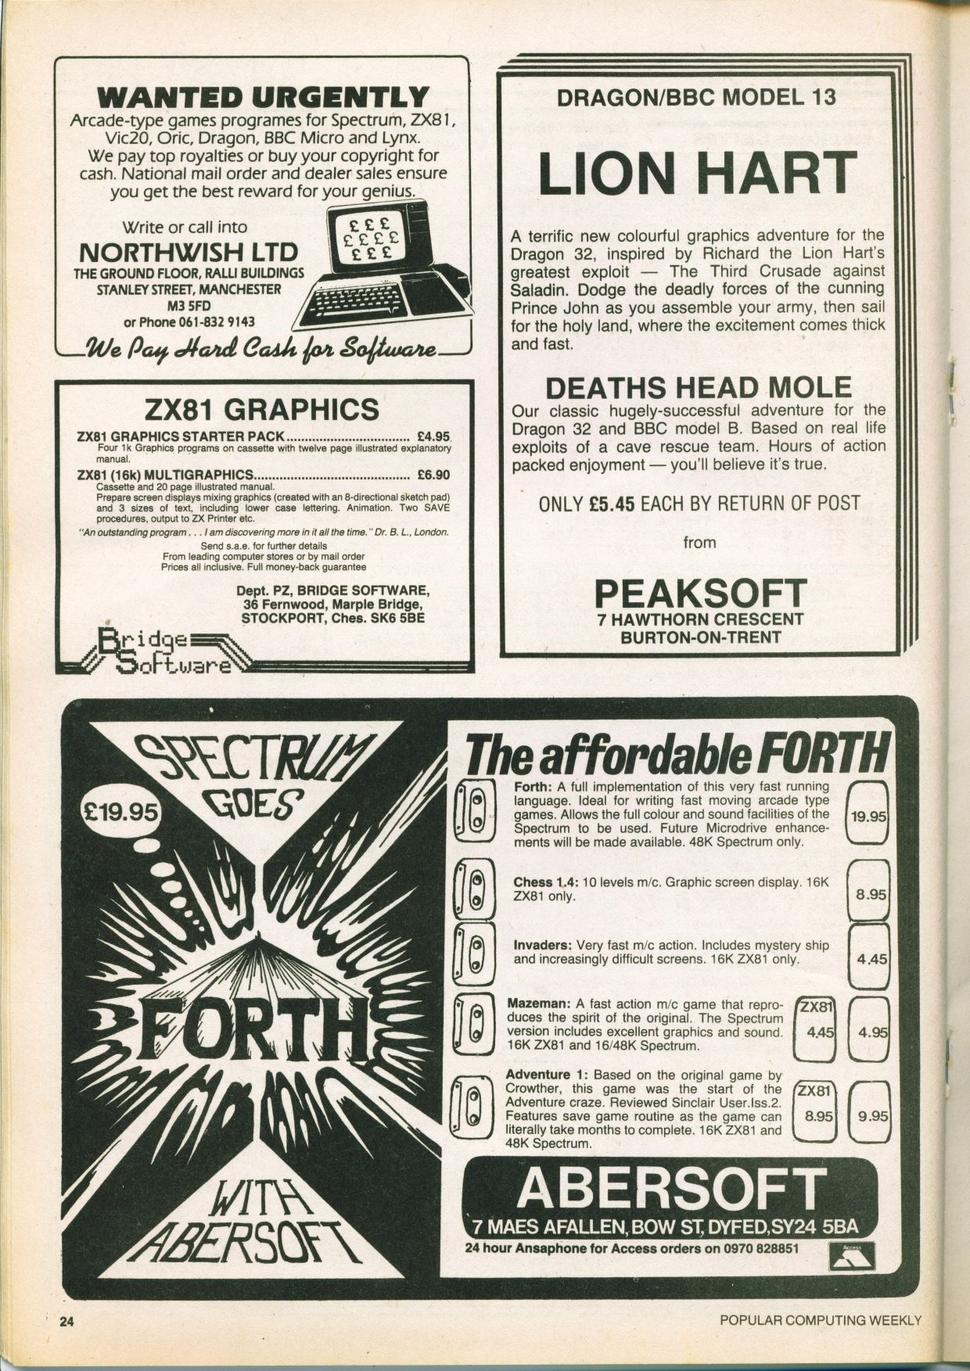 WANTED URGENTLY
Arcade-type games programes for Spectrum, ZX81,
Vic20, Oric, Dragon, BBC Micro and Lynx.
We pay top royalties or buy your copyright for
cash. National mail order and dealer sales ensure
you get the best reward for your genius.
Write or call into
NORTHWISH LTD
THE GROUND FLOOR, RALLI BUILDINGS
STANLEY STREET, MANCHESTER
M3 5FD
or Phone 061-832 9143
£££
££££
£££
We Pay Hard Cash for Software
ZX81 GRAPHICS
ZX81 GRAPHICS STARTER PACK.................................. £4.95
Four 1k Graphics programs on cassette with twelve page illustrated explanatory
manual.
ZX81 (16k) MULTIGRAPHICS........................................... £6.90
Cassette and 20 page illustrated manual.
Prepare screen displays mixing graphics (created with an 8-directional sketch pad)
and 3 sizes of text, including lower case lettering. Animation. Two SAVE
procedures, output to ZX Printer etc.
"An outstanding program . . . I am discovering more in it all the time." Dr. B. L., London.
Send s.a.e. for further details
From leading computer stores or by mail order
Prices all inclusive. Full money-back guarantee
Dept. PZ, BRIDGE SOFTWARE,
36 Fernwood, Marple Bridge,
STOCKPORT, Ches. SK6 5BE
Bridge
Software
DRAGON/BBC MODEL 13
LION HART
A terrific new colourful graphics adventure for the
Dragon 32, inspired by Richard the Lion Hart's
greatest exploit — The Third Crusade against
Saladin. Dodge the deadly forces of the cunning
Prince John as you assemble your army, then sail
for the holy land, where the excitement comes thick
and fast.
DEATHS HEAD MOLE
Our classic hugely-successful adventure for the
Dragon 32 and BBC model B. Based on real life
exploits of a cave rescue team. Hours of action
packed enjoyment — you'll believe it's true.
ONLY £5.45 EACH BY RETURN OF POST
from
PEAKSOFT
7 HAWTHORN CRESCENT
BURTON-ON-TRENT
SPECTRUM
GOES
£19.95
FORTH
WITH
ABERSOFT
The affordable FORTH
Forth: A full implementation of this very fast running
language. Ideal for writing fast moving arcade type
games. Allows the full colour and sound facilities of the
Spectrum to be used. Future Microdrive enhance-
ments will be made available. 48K Spectrum only.
19.95
Chess 1.4: 10 levels m/c. Graphic screen display. 16K
ZX81 only.
8.95
Invaders: Very fast m/c action. Includes mystery ship
and increasingly difficult screens. 16K ZX81 only.
4.45
Mazeman: A fast action m/c game that repro-
duces the spirit of the original. The Spectrum
version includes excellent graphics and sound.
16K ZX81 and 16/48K Spectrum.
ZX81
4.45
4.95
Adventure 1: Based on the original game by
Crowther, this game was the start of the
Adventure craze. Reviewed Sinclair User.Iss.2.
Features save game routine as the game can
literally take months to complete. 16K ZX81 and
48K Spectrum.
ZX81
8.95
9.95
ABERSOFT
7 MAES AFALLEN, BOW ST, DYFED, SY24 5BA
24 hour Ansaphone for Access orders on 0970 828851
Access
24
POPULAR COMPUTING WEEKLY